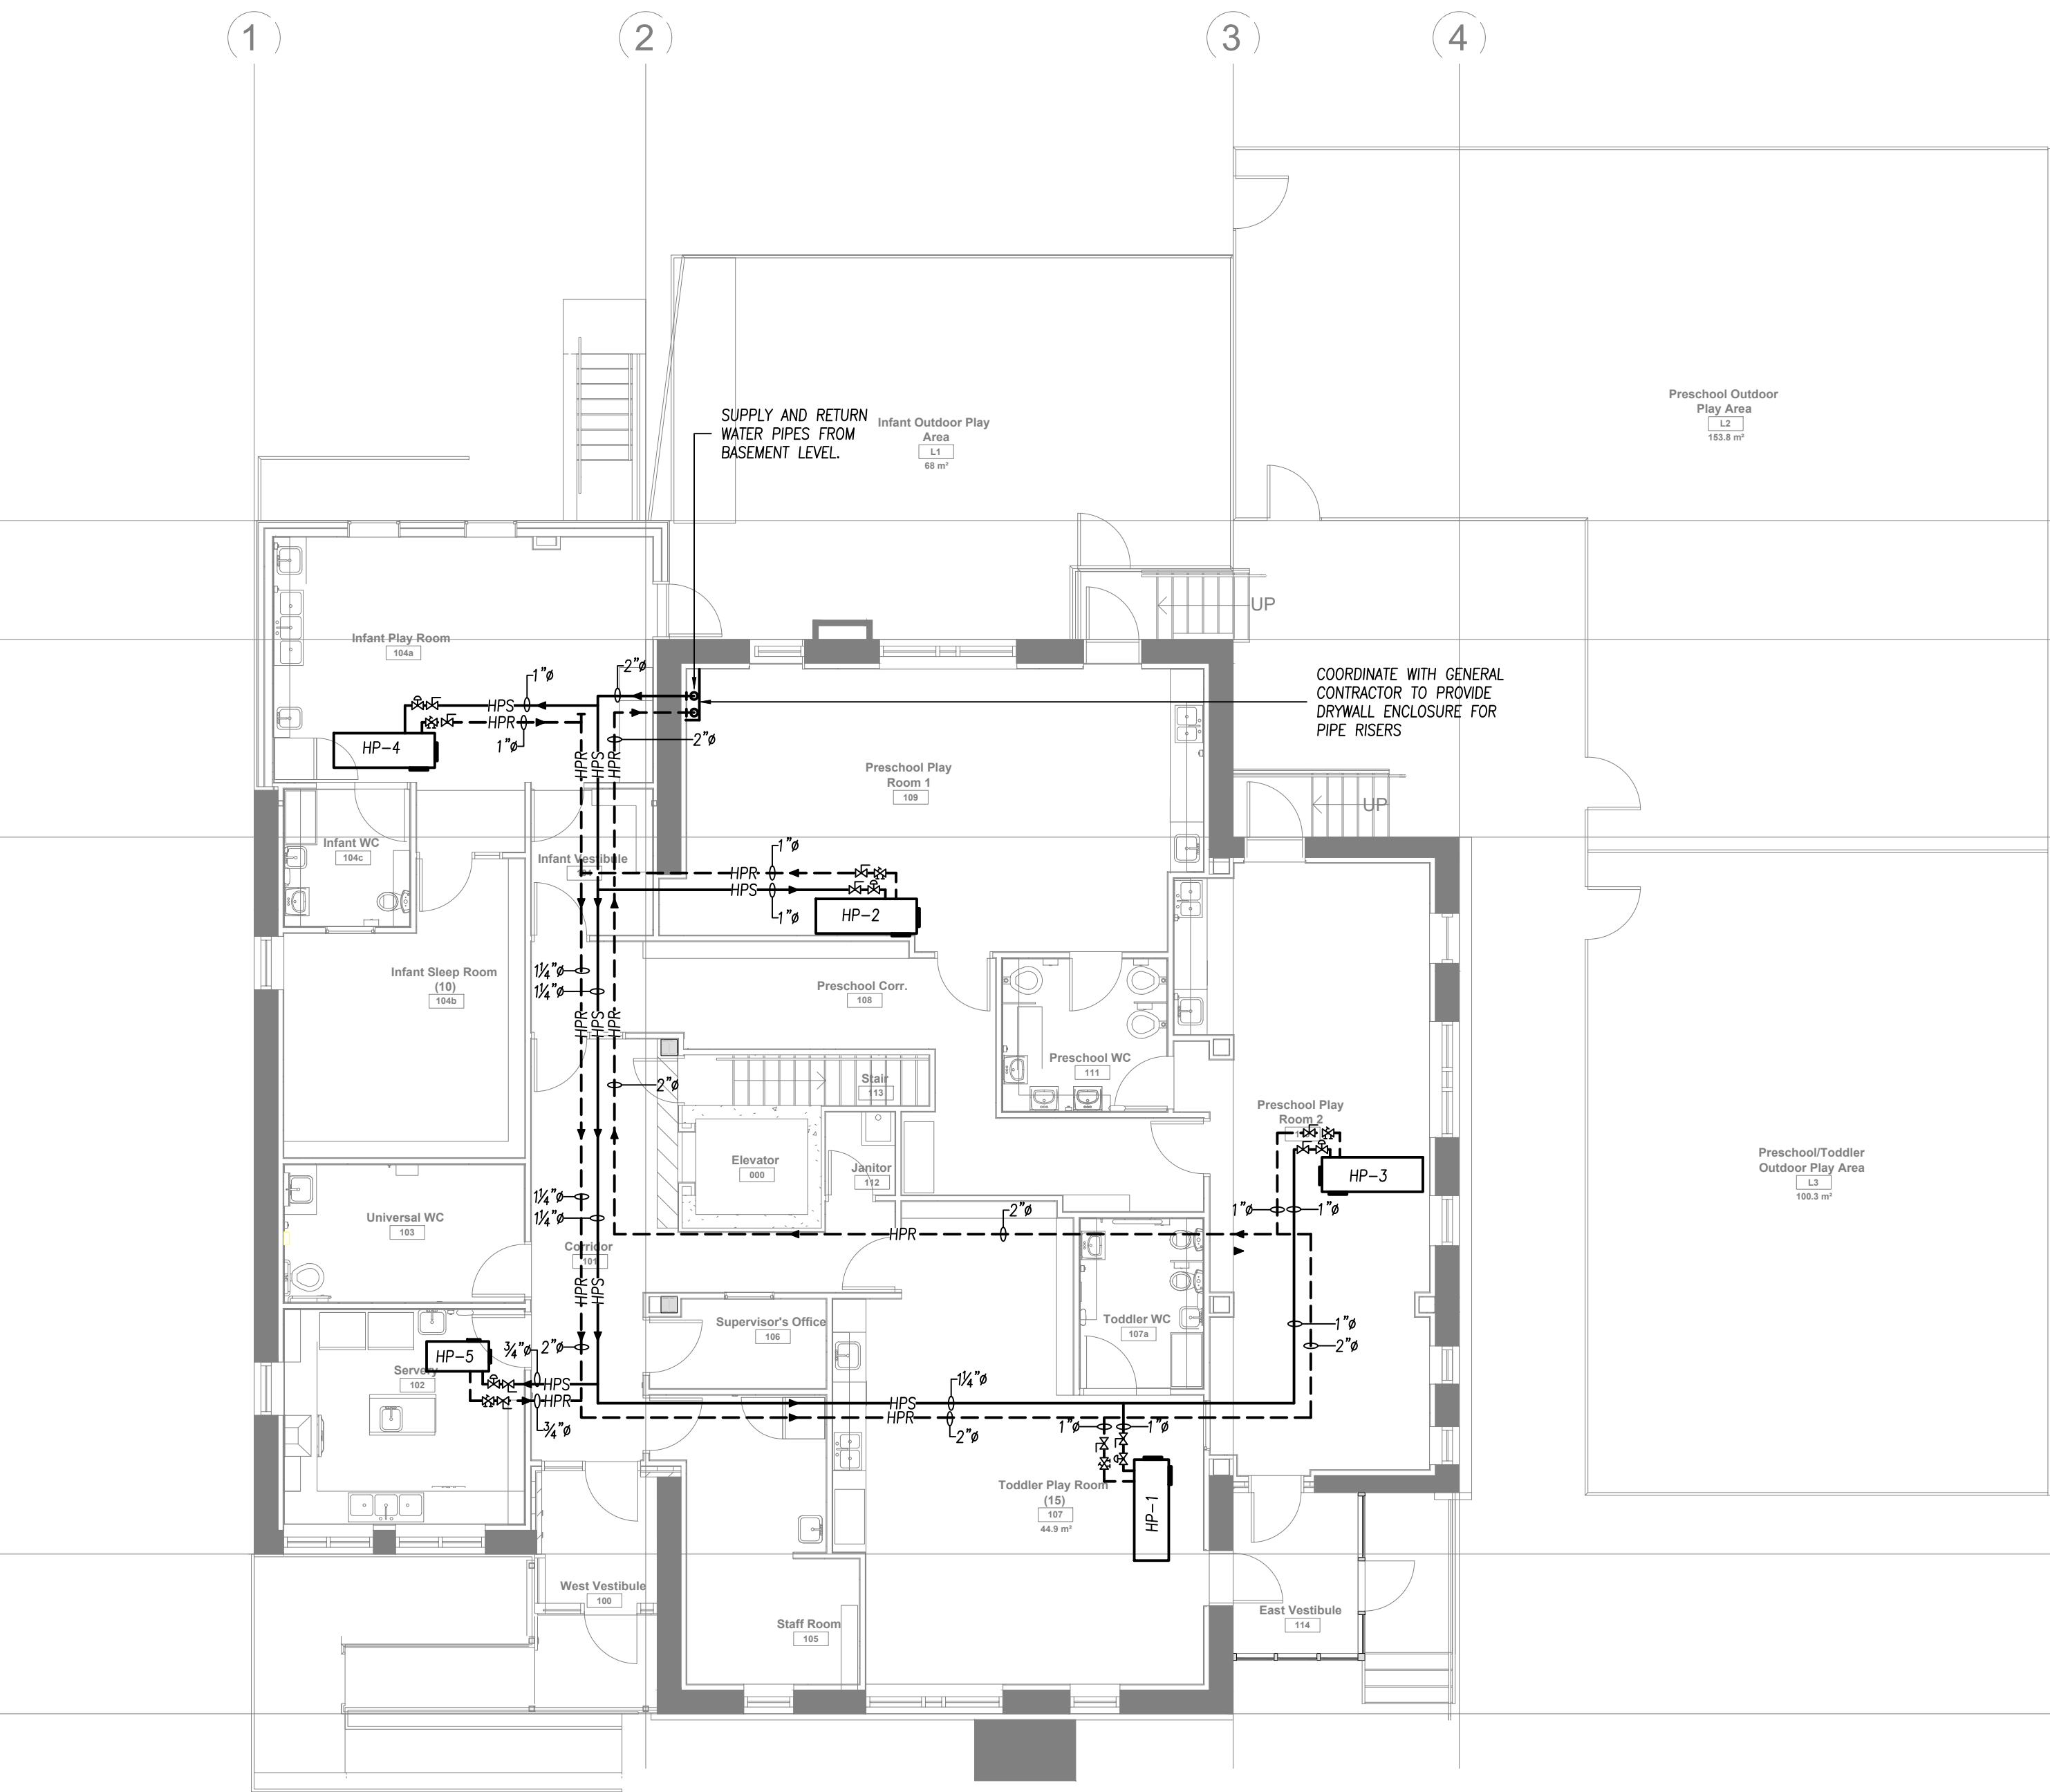 1
2
3
4
SUPPLY AND RETURN
WATER PIPES FROM
BASEMENT LEVEL.
Infant Outdoor Play
Area
L1
68 m²
Preschool Outdoor
Play Area
L2
153.8 m²
UP
Infant Play Room
104a
1"ø
2"ø
HPS
HPR
1"ø
HP-4
2"ø
HPR
HPS
HPR
COORDINATE WITH GENERAL
CONTRACTOR TO PROVIDE
DRYWALL ENCLOSURE FOR
PIPE RISERS
Preschool Play
Room 1
109
UP
Infant WC
104c
Infant Vestibule
1"ø
HPR
HPS
1"ø
HP-2
Infant Sleep Room
(10)
104b
1¼"ø
1¼"ø
Preschool Corr.
108
HPR
HPS
HPR
2"ø
Stair
113
Preschool WC
111
Preschool Play
Room 2
HP-3
Elevator
000
Janitor
112
Preschool/Toddler
Outdoor Play Area
L3
100.3 m²
1¼"ø
1¼"ø
Universal WC
103
2"ø
HPR
1"ø
1"ø
Corridor
101
HPR
HPS
Supervisor's Office
106
Toddler WC
107a
1"ø
2"ø
HP-5
¾"ø
2"ø
Servery
102
HPS
HPR
¾"ø
1¼"ø
HPS
HPR
2"ø
1"ø
1"ø
Toddler Play Room
(15)
107
44.9 m²
HP-1
West Vestibule
100
Staff Room
105
East Vestibule
114